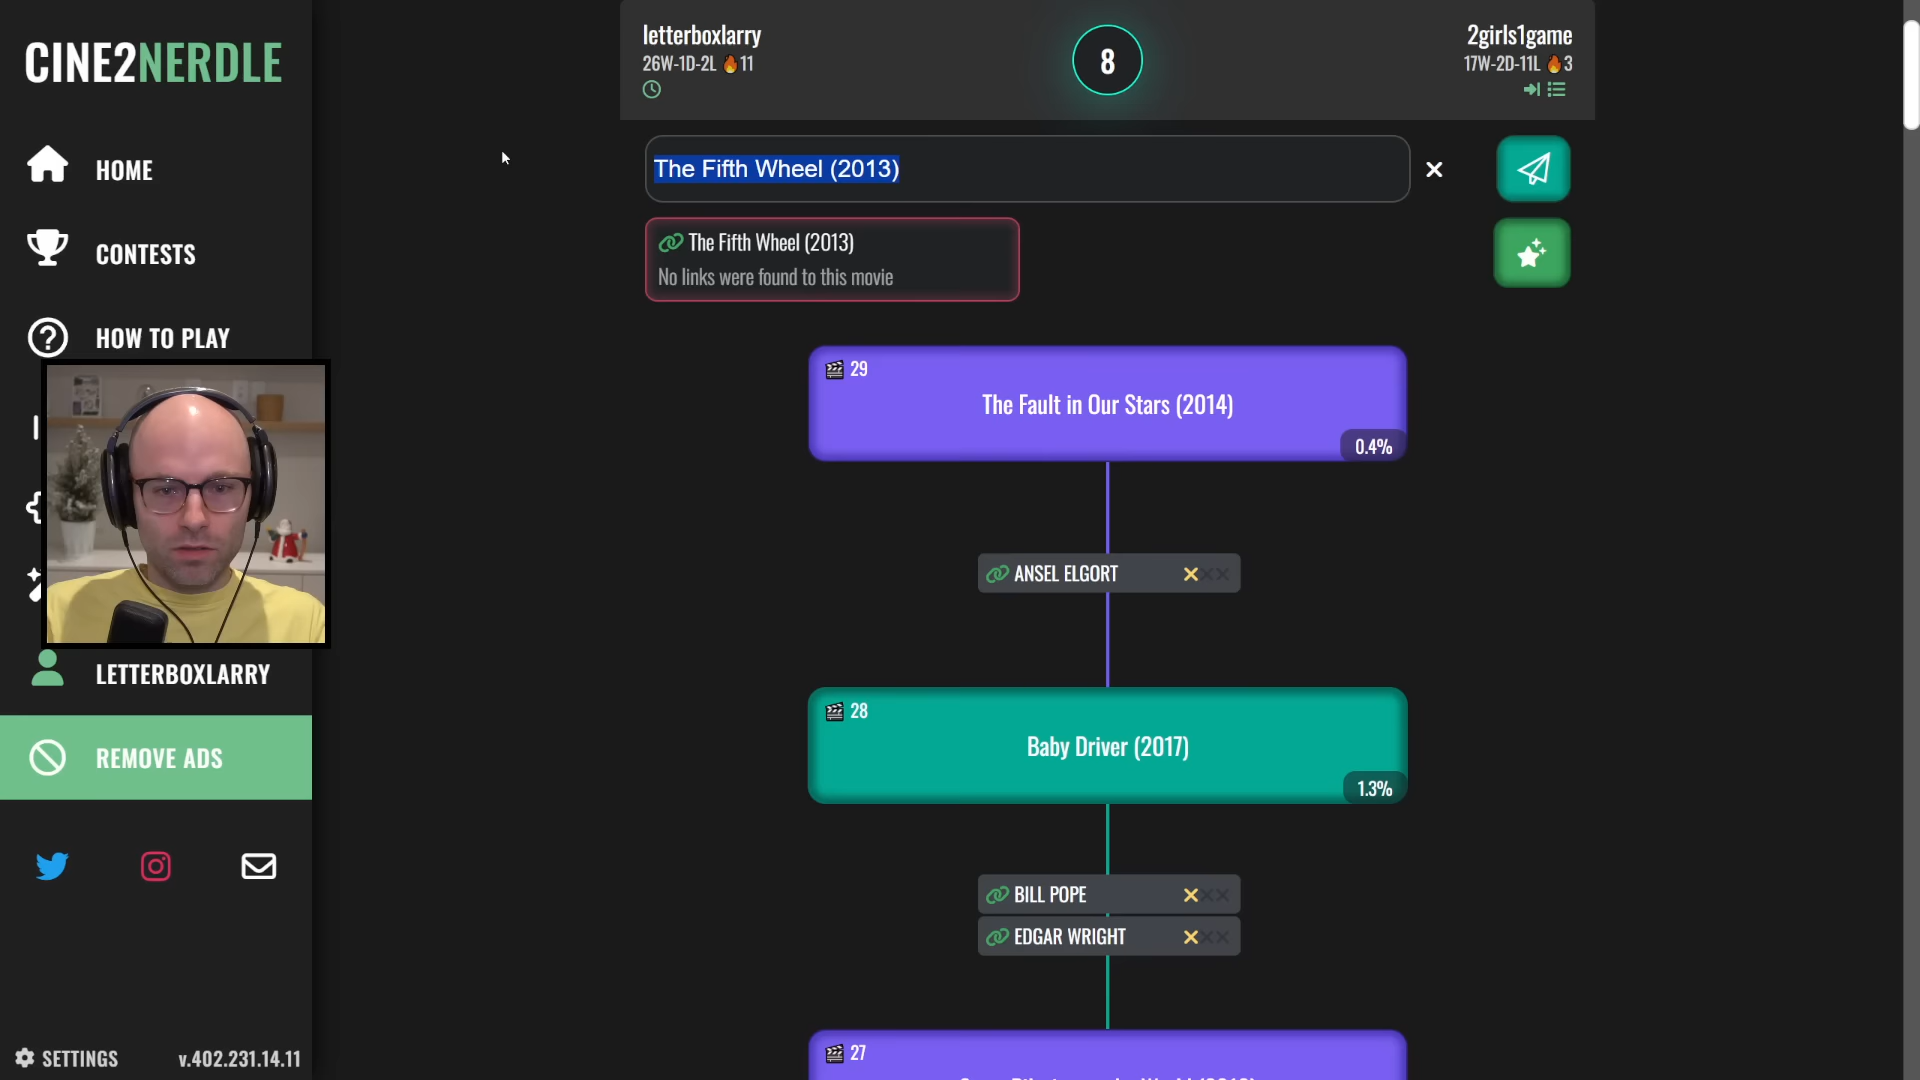 CINE2NERDLE
HOME
CONTESTS
HOW TO PLAY
LETTERBOXLARRY
REMOVE ADS
SETTINGS
v.402.231.14.11
letterboxlarry
26W-1D-2L 🔥11
8
2girls1game
17W-2D-11L 🔥3
The Fifth Wheel (2013)
The Fifth Wheel (2013)
No links were found to this movie
29
The Fault in Our Stars (2014)
0.4%
ANSEL ELGORT
28
Baby Driver (2017)
1.3%
BILL POPE
EDGAR WRIGHT
27